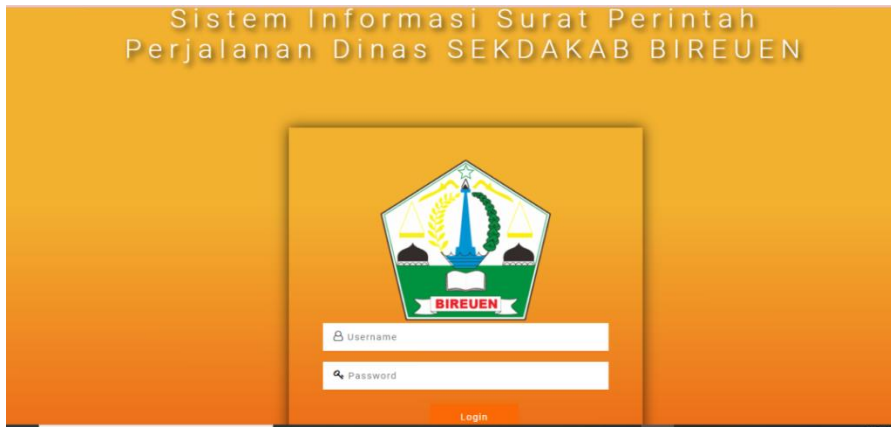 Sistem Informasi Surat Perintah
Perjalanan Dinas SEKDAKAB BIREUEN
BIREUEN
Username
Password
Login